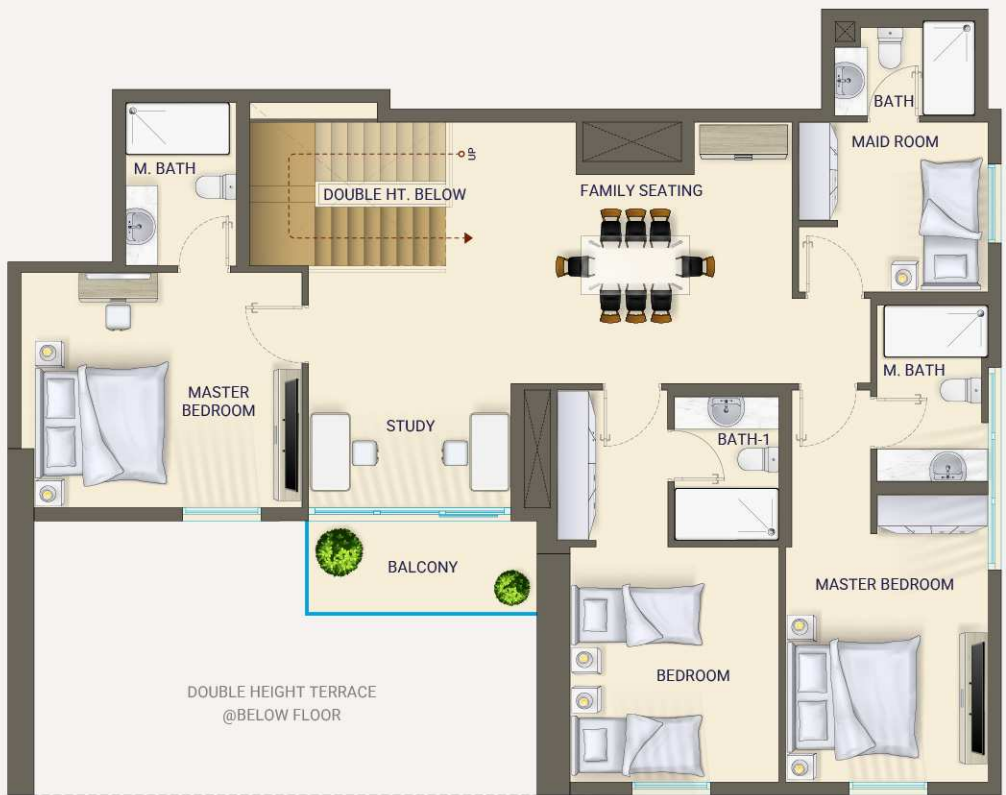 BATH
MAID ROOM
M. BATH
UP
DOUBLE HT. BELOW
FAMILY SEATING
M. BATH
MASTER
BEDROOM
STUDY
BATH-1
BALCONY
MASTER BEDROOM
BEDROOM
DOUBLE HEIGHT TERRACE
@BELOW FLOOR